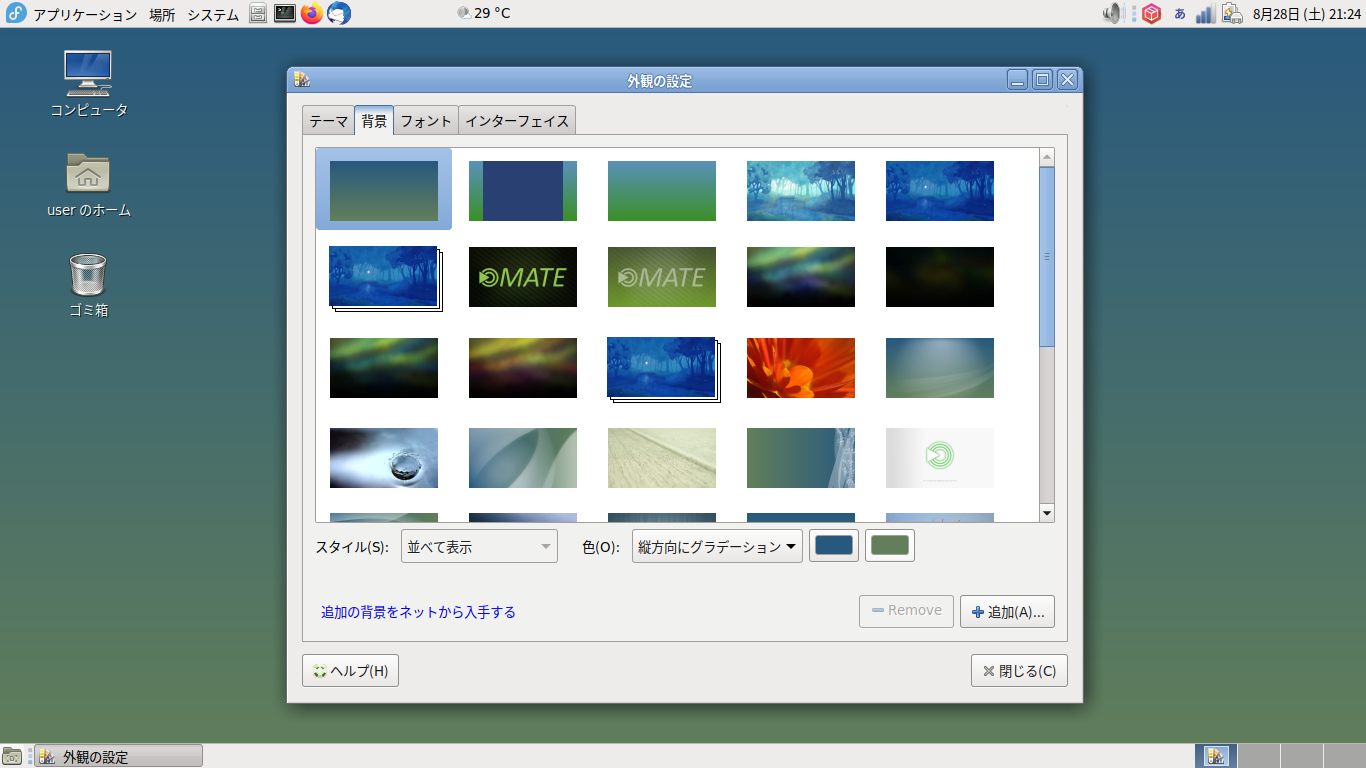 アプリケーション 場所 システム 29 °C あ 8月28日 (土) 21:24
コンピュータ
user のホーム
ゴミ箱
外観の設定
テーマ 背景 フォント インターフェイス
MATE MATE
スタイル(S): 並べて表示 色(O): 縦方向にグラデーション
追加の背景をネットから入手する Remove 追加(A)...
ヘルプ(H) 閉じる(C)
外観の設定